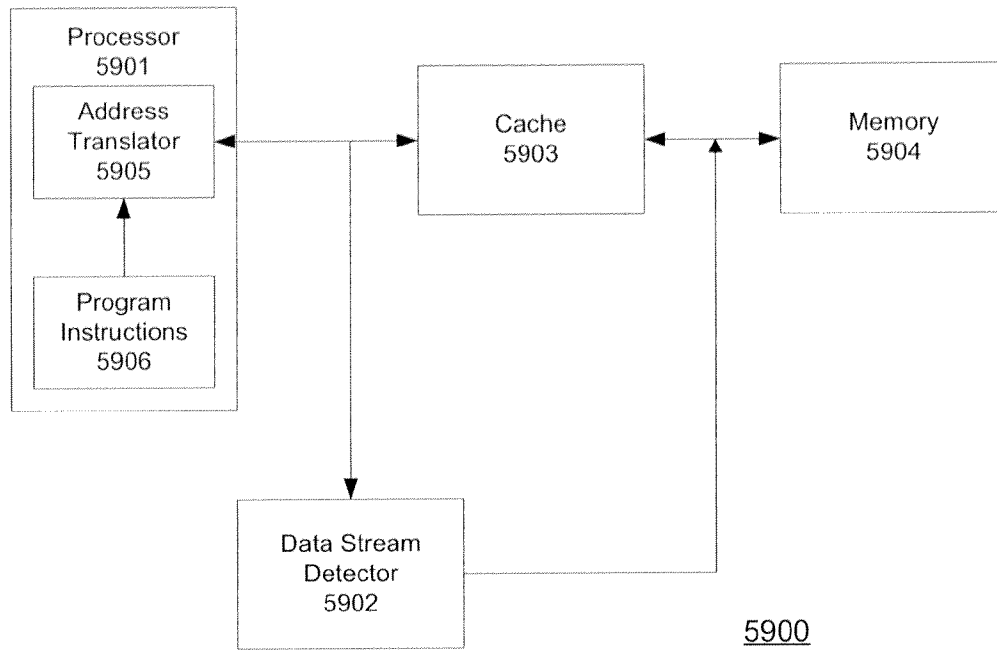 Processor
5901
Address
Translator
5905
Program
Instructions
5906
Cache
5903
Memory
5904
Data Stream
Detector
5902
5900